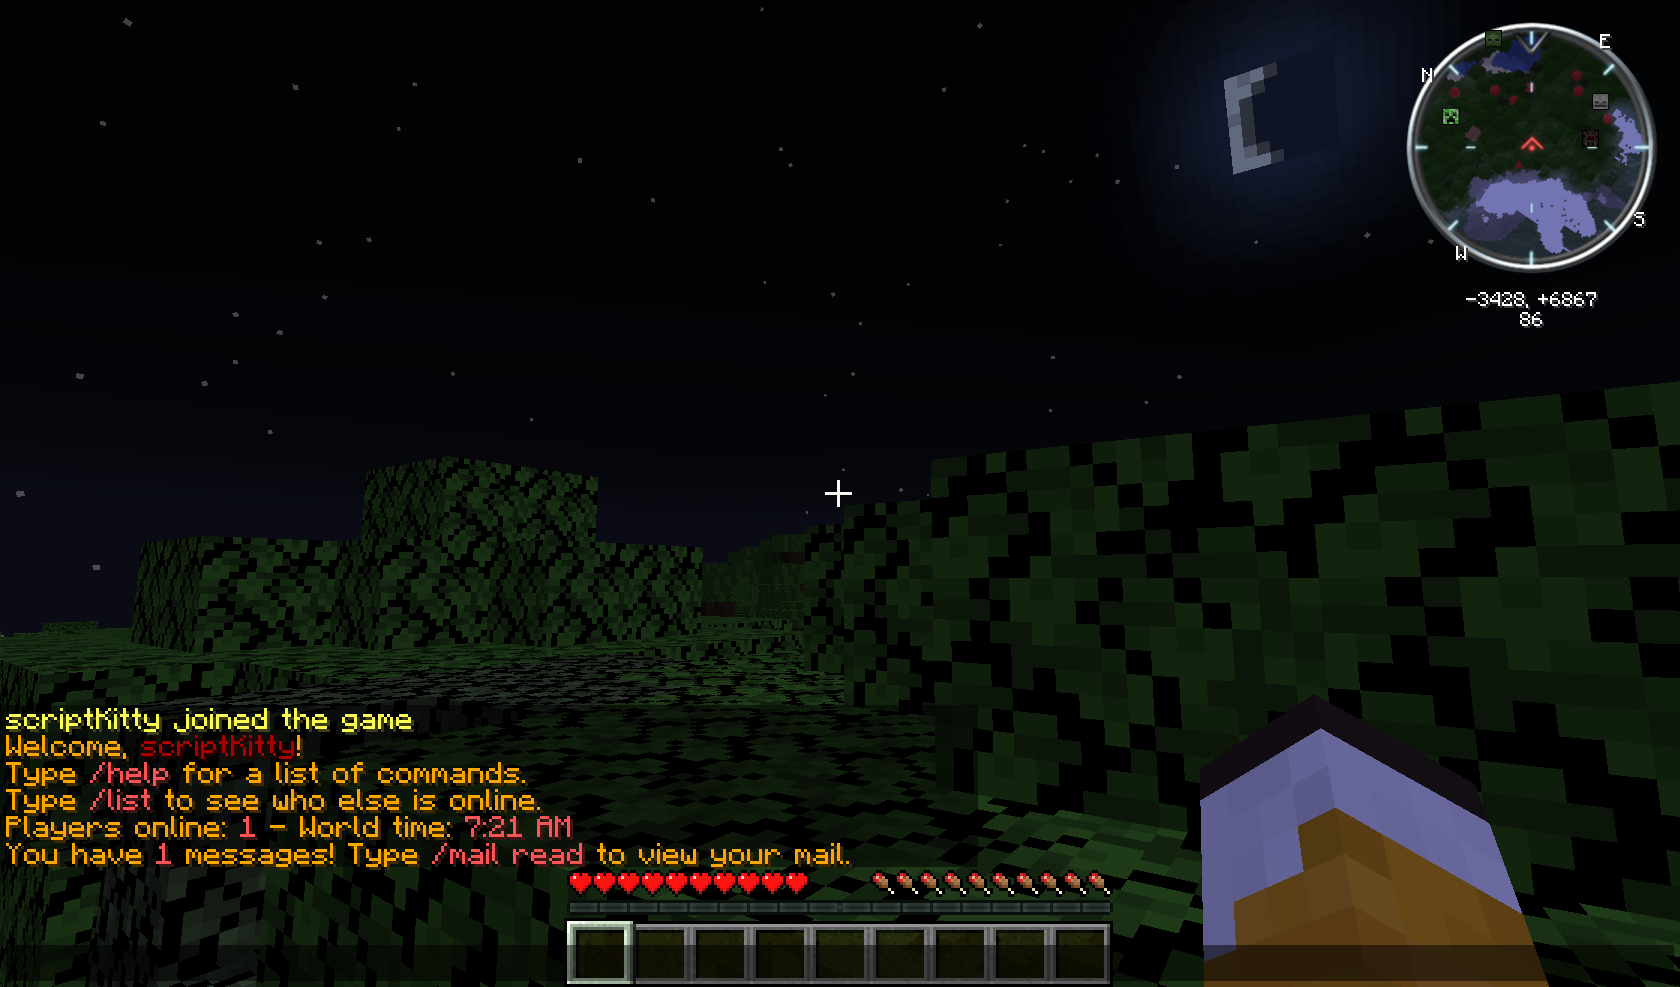 E
N
S
W
-3428, +6867
86
scriptKitty joined the game
Welcome, scriptKitty!
Type /help for a list of commands.
Type /list to see who else is online.
Players online: 1 - World time: 7:21 AM
You have 1 messages! Type /mail read to view your mail.